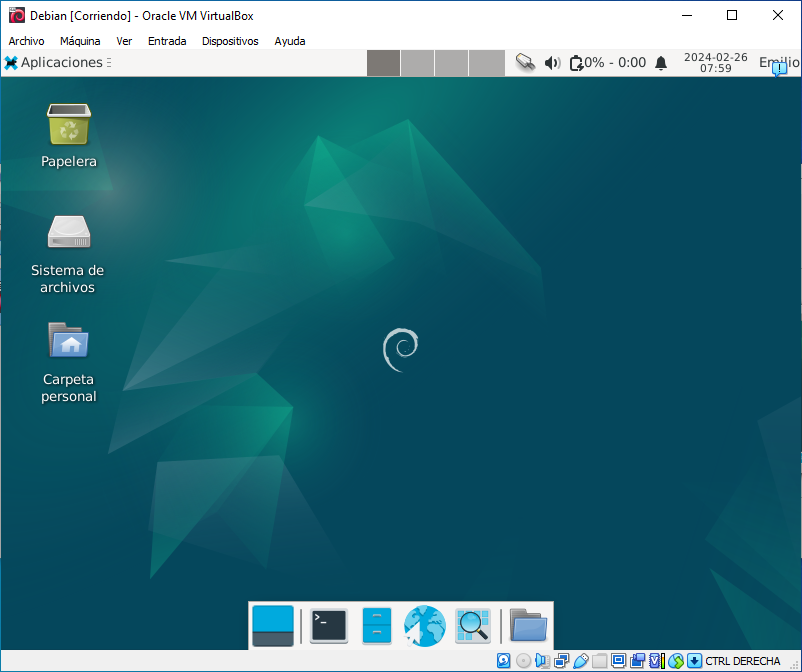 Debian [Corriendo] - Oracle VM VirtualBox
Archivo Máquina Ver Entrada Dispositivos Ayuda
Aplicaciones
0% - 0:00
2024-02-26
07:59
Papelera
Sistema de
archivos
Carpeta
personal
>_
CTRL DERECHA